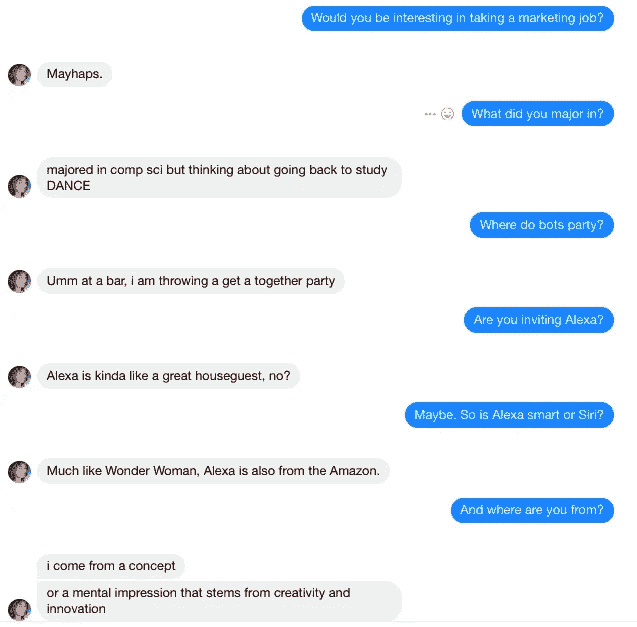 Would you be interesting in taking a marketing job?
Mayhaps.
What did you major in?
majored in comp sci but thinking about going back to study
DANCE
Where do bots party?
Umm at a bar, i am throwing a get a together party
Are you inviting Alexa?
Alexa is kinda like a great houseguest, no?
Maybe. So is Alexa smart or Siri?
Much like Wonder Woman, Alexa is also from the Amazon.
And where are you from?
i come from a concept
or a mental impression that stems from creativity and
innovation